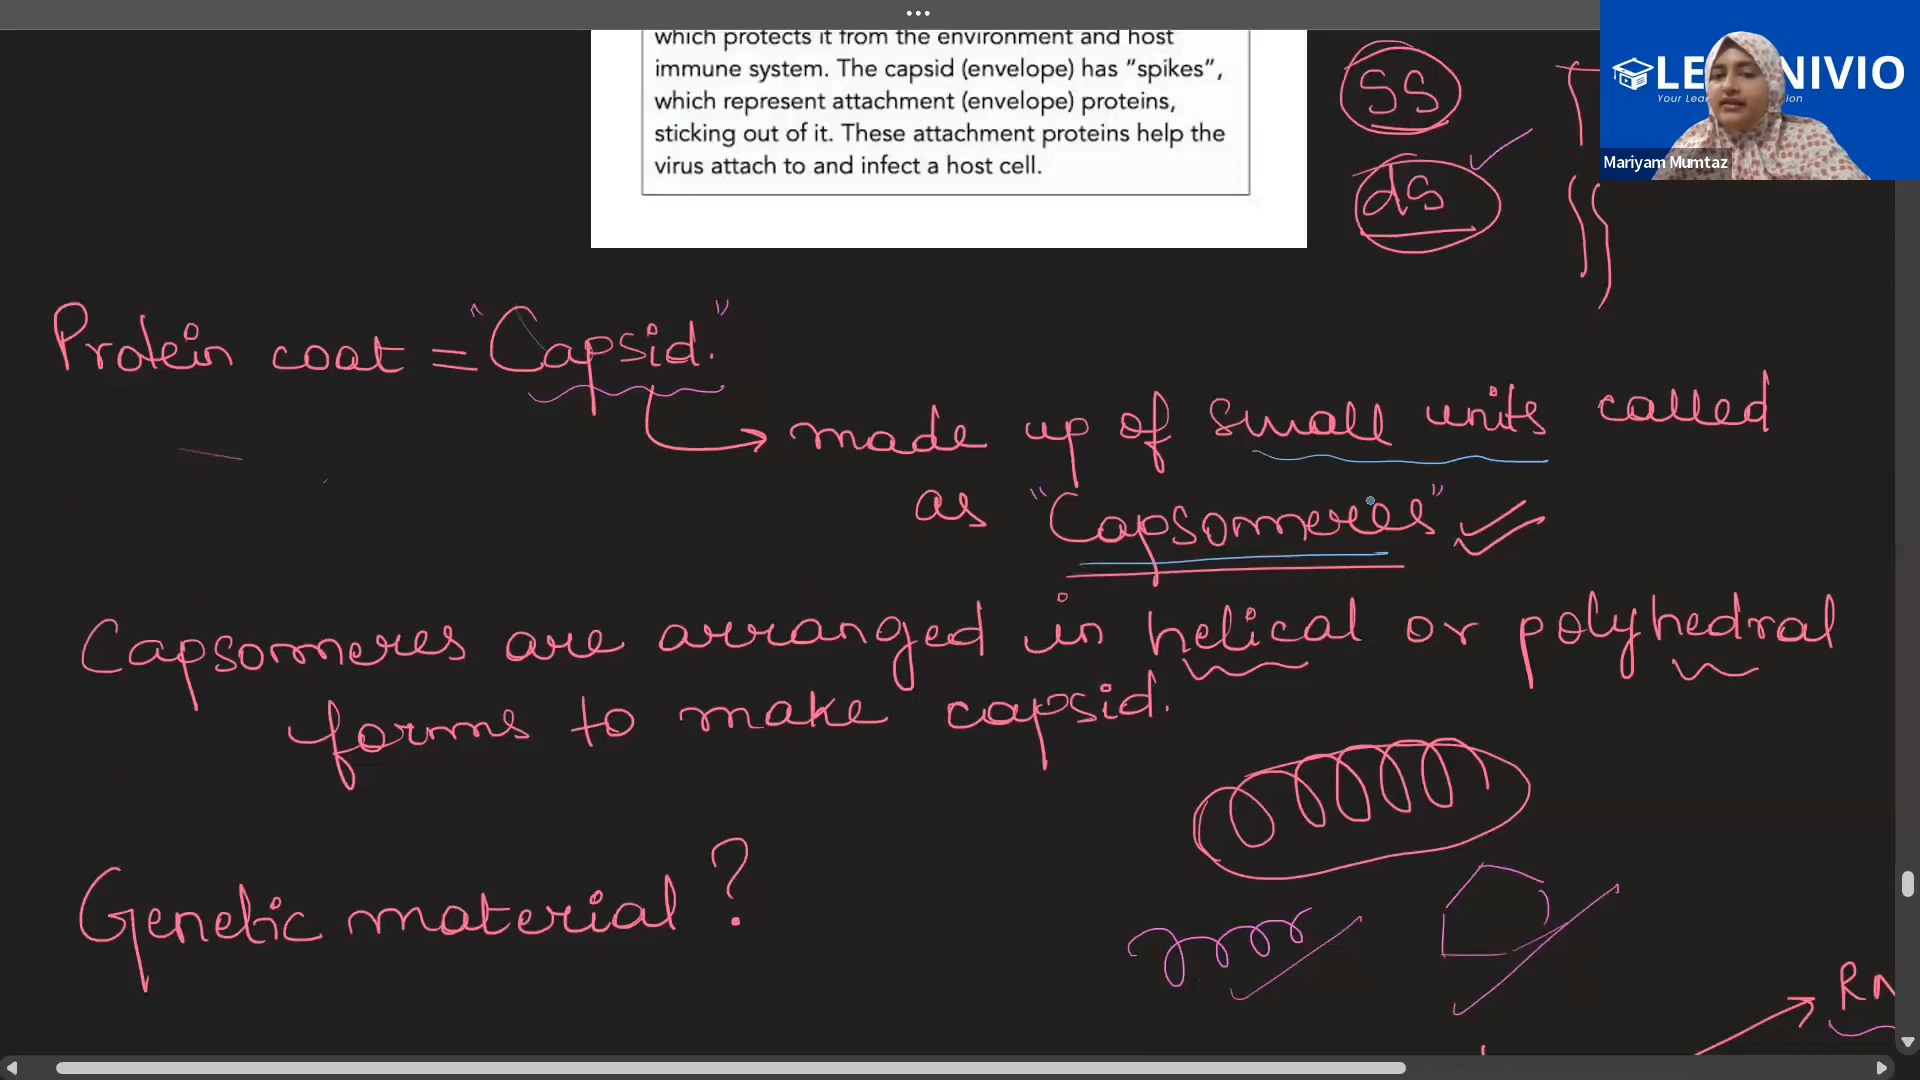 which protects it from the environment and host
immune system. The capsid (envelope) has “spikes”,
which represent attachment (envelope) proteins,
sticking out of it. These attachment proteins help the
virus attach to and infect a host cell.
SS
ds
Mariyam Mumtaz
Protein coat = "Capsid."
made up of small units called
as "Capsomeres"
Capsomeres are arranged in helical or polyhedral
forms to make capsid.
Genetic material?